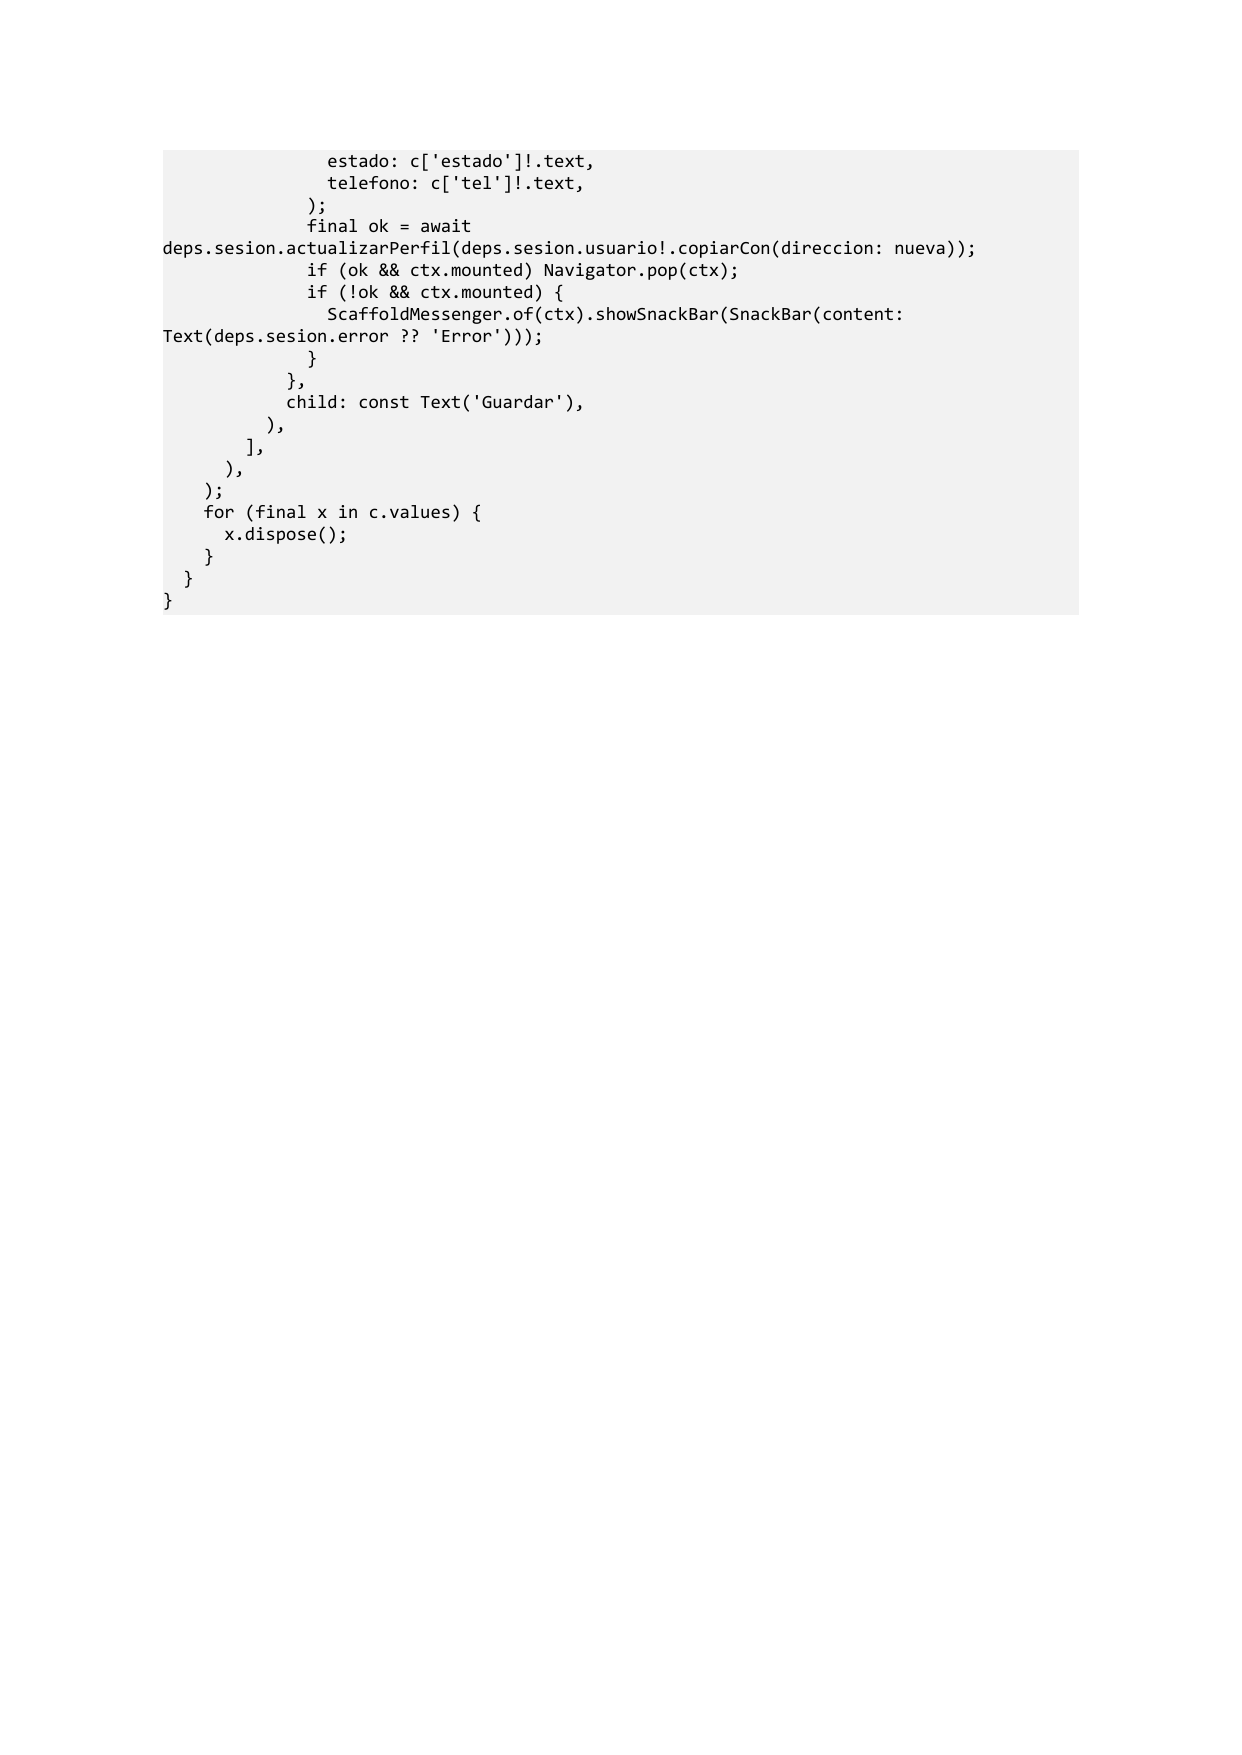 estado: c['estado']!.text,
                telefono: c['tel']!.text,
              );
              final ok = await
deps.sesion.actualizarPerfil(deps.sesion.usuario!.copiarCon(direccion: nueva));
              if (ok && ctx.mounted) Navigator.pop(ctx);
              if (!ok && ctx.mounted) {
                ScaffoldMessenger.of(ctx).showSnackBar(SnackBar(content:
Text(deps.sesion.error ?? 'Error')));
              }
            },
            child: const Text('Guardar'),
          ),
        ],
      ),
    );
    for (final x in c.values) {
      x.dispose();
    }
  }
}